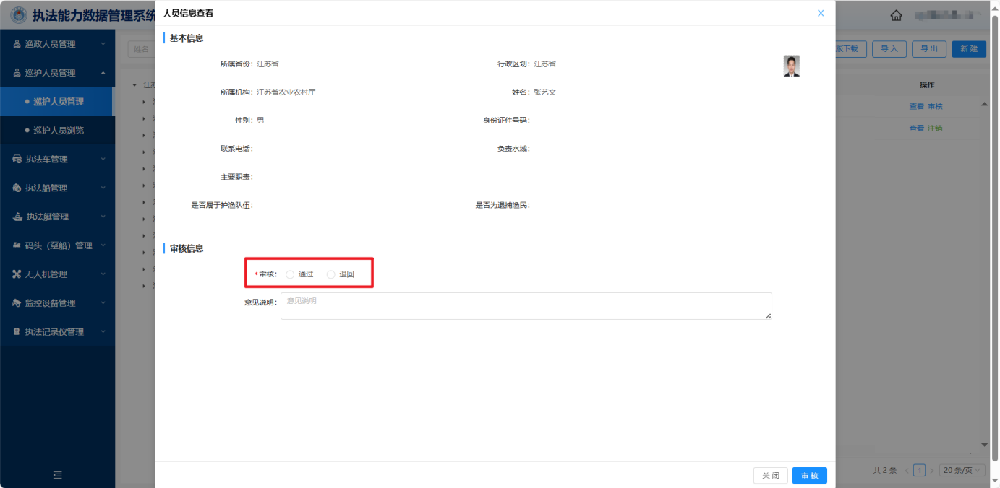 执法能力数据管理系统
人员信息查看
渔政人员管理
巡护人员管理
巡护人员管理
巡护人员浏览
执法车管理
执法船管理
执法艇管理
码头（趸船）管理
无人机管理
监控设备管理
执法记录仪管理
姓名
基本信息
所属省份：江苏省
行政区划：江苏省
所属机构：江苏省农业农村厅
姓名：张艺文
性别：男
身份证件号码：
联系电话：
负责水域：
主要职责：
是否属于护渔队伍：
是否为退捕渔民：
审核信息
*审核： 通过 退回
意见说明：意见说明
关闭 审核
版下载 导入 导出 新建
操作
查看 审核
查看 注销
共 2 条 < 1 > 20 条/页